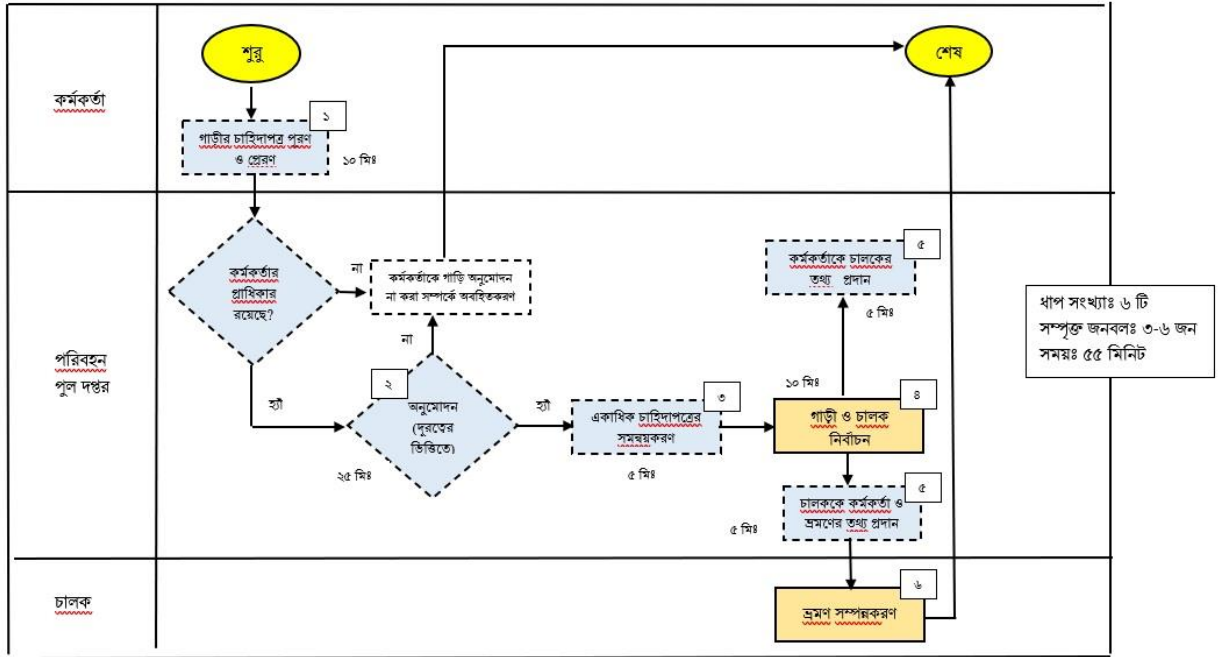 শুরু
শেষ
কর্মকর্তা
১
গাড়ীর চাহিদাপত্র পুরণ
ও প্রেরণ
১০ মিঃ
কর্মকর্তার
প্রাধিকার
রয়েছে?
না
কর্মকর্তাকে গাড়ি অনুমোদন
না করা সম্পর্কে অবহিতকরণ
৫
কর্মকর্তাকে চালকের
তথ্য প্রদান
৫ মিঃ
ধাপ সংখ্যাঃ ৬ টি
সম্পৃক্ত জনবলঃ ৩-৬ জন
সময়ঃ ৫৫ মিনিট
পরিবহন
পুল দপ্তর
না
হ্যাঁ
২
অনুমোদন
(দূরত্বের
ভিত্তিতে)
২৫ মিঃ
হ্যাঁ
৩
একাধিক চাহিদাপত্রের
সমন্বয়করণ
৫ মিঃ
১০ মিঃ
৪
গাড়ী ও চালক
নির্বাচন
৫
চালককে কর্মকর্তা ও
ভ্রমণের তথ্য প্রদান
৫ মিঃ
চালক
৬
ভ্রমণ সম্পন্নকরণ